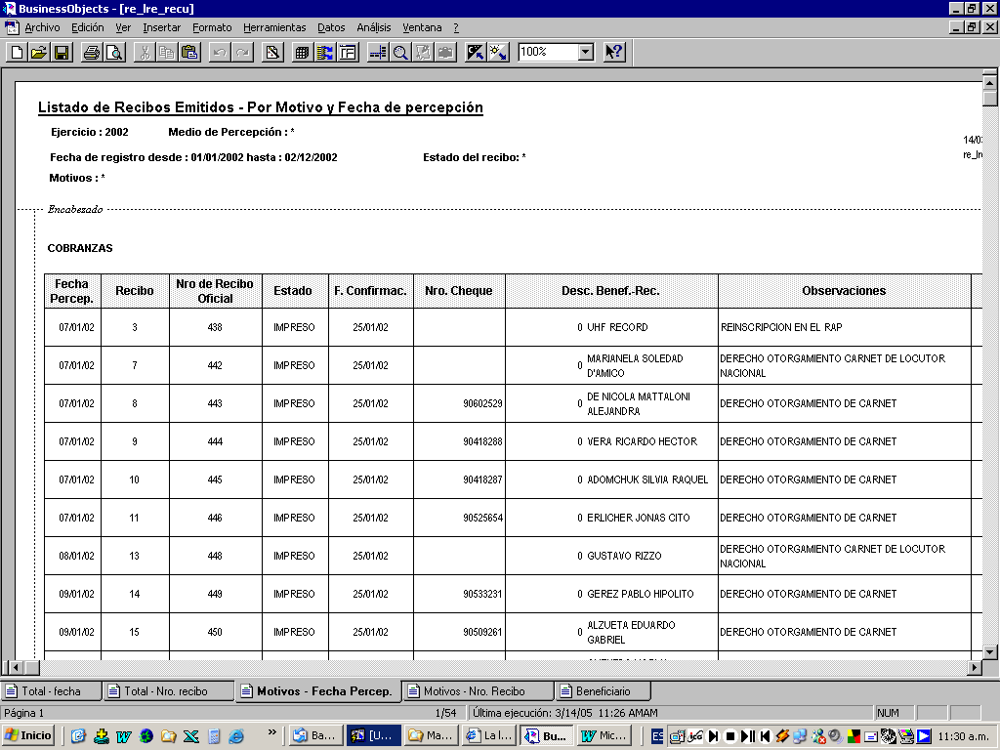 BusinessObjects - [re_lre_recu]
Archivo Edición Ver Insertar Formato Herramientas Datos Análisis Ventana ?
100%
Listado de Recibos Emitidos - Por Motivo y Fecha de percepción
Ejercicio : 2002 Medio de Percepción : *
14/0
Fecha de registro desde : 01/01/2002 hasta : 02/12/2002 Estado del recibo: *
re_lr
Motivos : *
Encabezado
COBRANZAS
Fecha Percep. Recibo Nro de Recibo Oficial Estado F. Confirmac. Nro. Cheque Desc. Benef.-Rec. Observaciones
07/01/02 3 438 IMPRESO 25/01/02 0 UHF RECORD REINSCRIPCION EN EL RAP
07/01/02 7 442 IMPRESO 25/01/02 0 MARIANELA SOLEDAD D'AMICO DERECHO OTORGAMIENTO CARNET DE LOCUTOR NACIONAL
07/01/02 8 443 IMPRESO 25/01/02 90602529 0 DE NICOLA MATTALONI ALEJANDRA DERECHO OTORGAMIENTO DE CARNET
07/01/02 9 444 IMPRESO 25/01/02 90418288 0 VERA RICARDO HECTOR DERECHO OTORGAMIENTO DE CARNET
07/01/02 10 445 IMPRESO 25/01/02 90418287 0 ADOMCHUK SILVIA RAQUEL DERECHO OTORGAMIENTO DE CARNET
07/01/02 11 446 IMPRESO 25/01/02 90525654 0 ERLICHER JONAS CITO DERECHO OTORGAMIENTO DE CARNET
08/01/02 13 448 IMPRESO 25/01/02 0 GUSTAVO RIZZO DERECHO OTORGAMIENTO CARNET DE LOCUTOR NACIONAL
09/01/02 14 449 IMPRESO 25/01/02 90533231 0 GEREZ PABLO HIPOLITO DERECHO OTORGAMIENTO DE CARNET
09/01/02 15 450 IMPRESO 25/01/02 90509261 0 ALZUETA EDUARDO GABRIEL DERECHO OTORGAMIENTO DE CARNET
Total - fecha Total - Nro. recibo Motivos - Fecha Percep. Motivos - Nro. Recibo Beneficiario
Página 1 1/54 Última ejecución: 3/14/05 11:26 AMAM NUM
Inicio » Ba... [U... Ma... La I... Bu... Mic... ES 11:30 a.m.